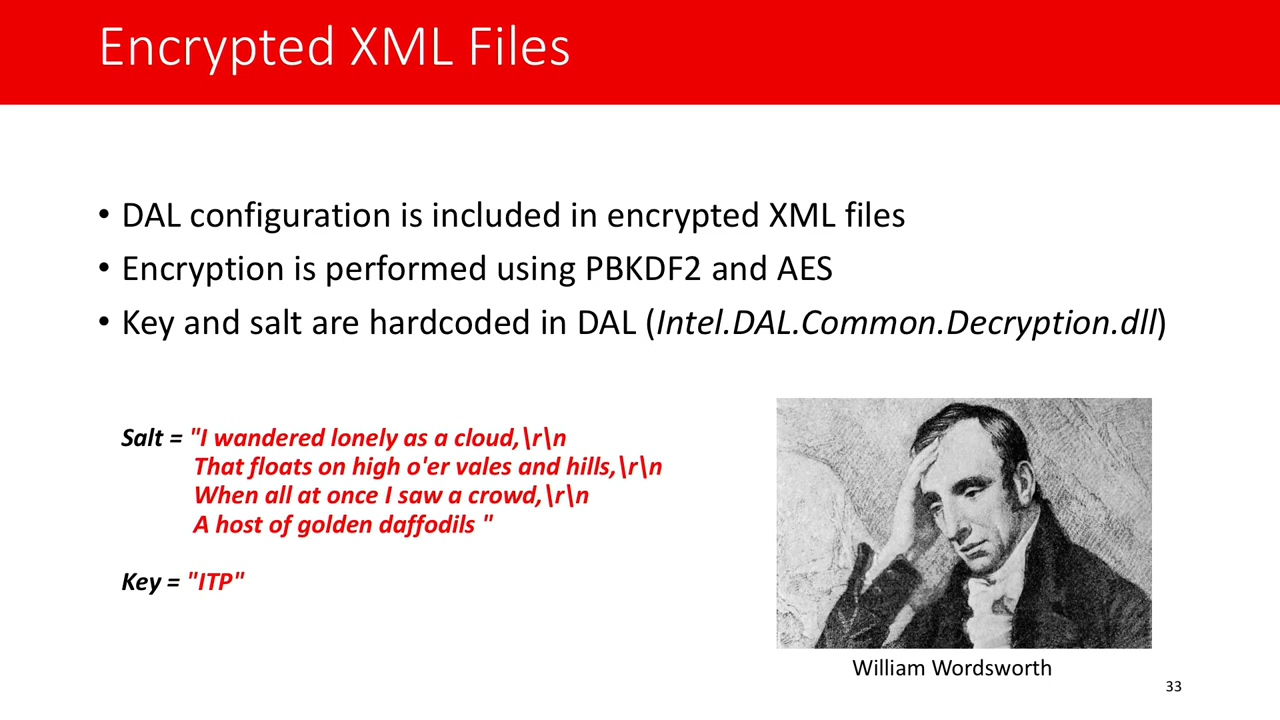 Encrypted XML Files
• DAL configuration is included in encrypted XML files
• Encryption is performed using PBKDF2 and AES
• Key and salt are hardcoded in DAL (Intel.DAL.Common.Decryption.dll)
Salt = "I wandered lonely as a cloud,\r\n
That floats on high o'er vales and hills,\r\n
When all at once I saw a crowd,\r\n
A host of golden daffodils "
Key = "ITP"
William Wordsworth
33